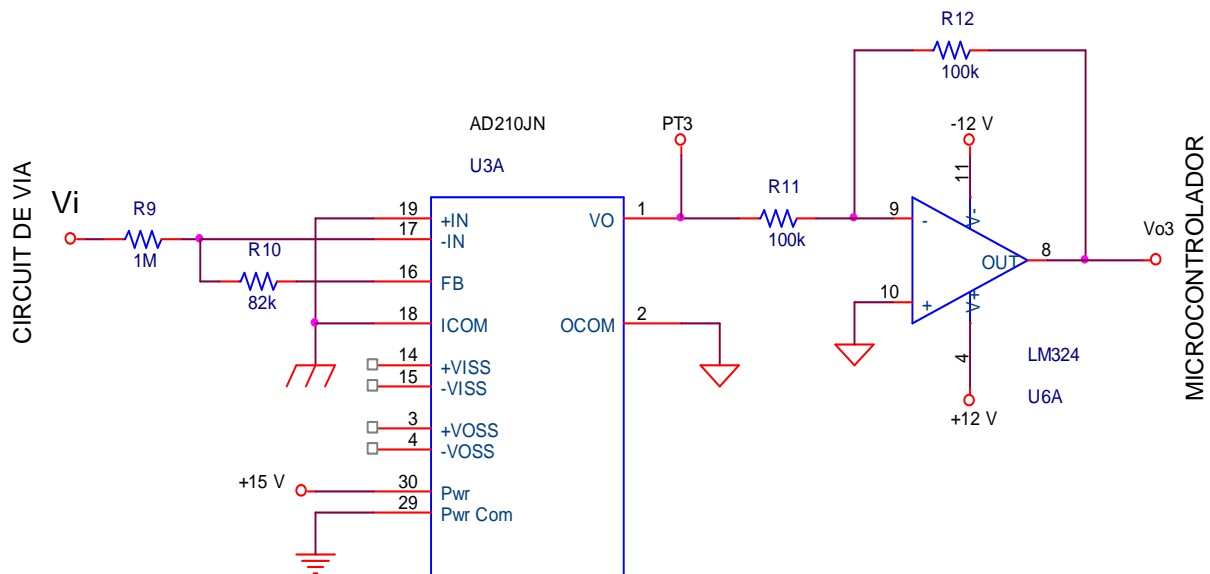 CIRCUIT DE VIA
Vi
R9
1M
R10
82k
AD210JN
U3A
19
17
16
18
14
15
3
4
30
29
+IN
-IN
FB
ICOM
+VISS
-VISS
+VOSS
-VOSS
Pwr
Pwr Com
VO
OCOM
1
2
+15 V
PT3
R11
100k
R12
100k
-12 V
11
V-
9
-
10
+
OUT
8
V+
4
+12 V
LM324
U6A
Vo3
MICROCONTROLADOR